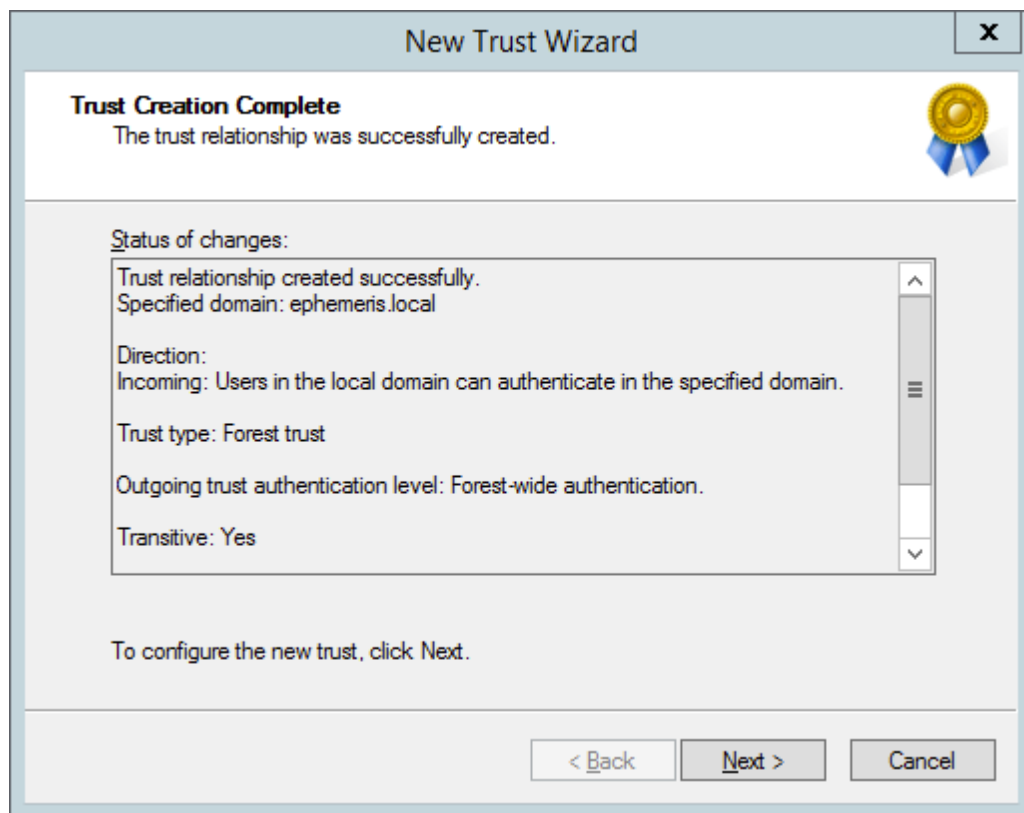 New Trust Wizard
x
Trust Creation Complete
The trust relationship was successfully created.
Status of changes:
Trust relationship created successfully.
Specified domain: ephemeris.local
Direction:
Incoming: Users in the local domain can authenticate in the specified domain.
Trust type: Forest trust
Outgoing trust authentication level: Forest-wide authentication.
Transitive: Yes
To configure the new trust, click Next.
< Back Next > Cancel